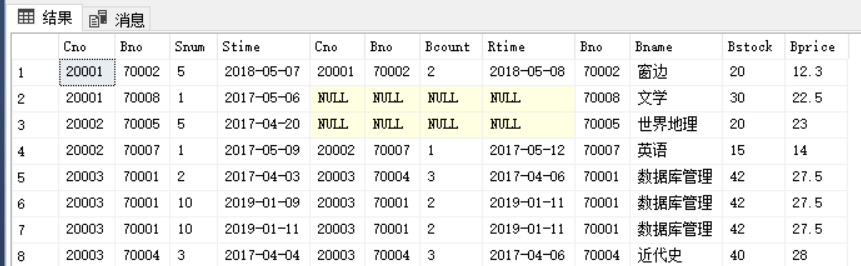 结果 消息
Cno Bno Snum Stime Cno Bno Bcount Rtime Bno Bname Bstock Bprice
1 20001 70002 5 2018-05-07 20001 70002 2 2018-05-08 70002 窗边 20 12.3
2 20001 70008 1 2017-05-06 NULL NULL NULL NULL 70008 文学 30 22.5
3 20002 70005 5 2017-04-20 NULL NULL NULL NULL 70005 世界地理 20 23
4 20002 70007 1 2017-05-09 20002 70007 1 2017-05-12 70007 英语 15 14
5 20003 70001 2 2017-04-03 20003 70004 3 2017-04-06 70001 数据库管理 42 27.5
6 20003 70001 10 2019-01-09 20003 70001 2 2019-01-11 70001 数据库管理 42 27.5
7 20003 70001 10 2019-01-11 20003 70001 2 2019-01-11 70001 数据库管理 42 27.5
8 20003 70004 3 2017-04-04 20003 70004 3 2017-04-06 70004 近代史 40 28